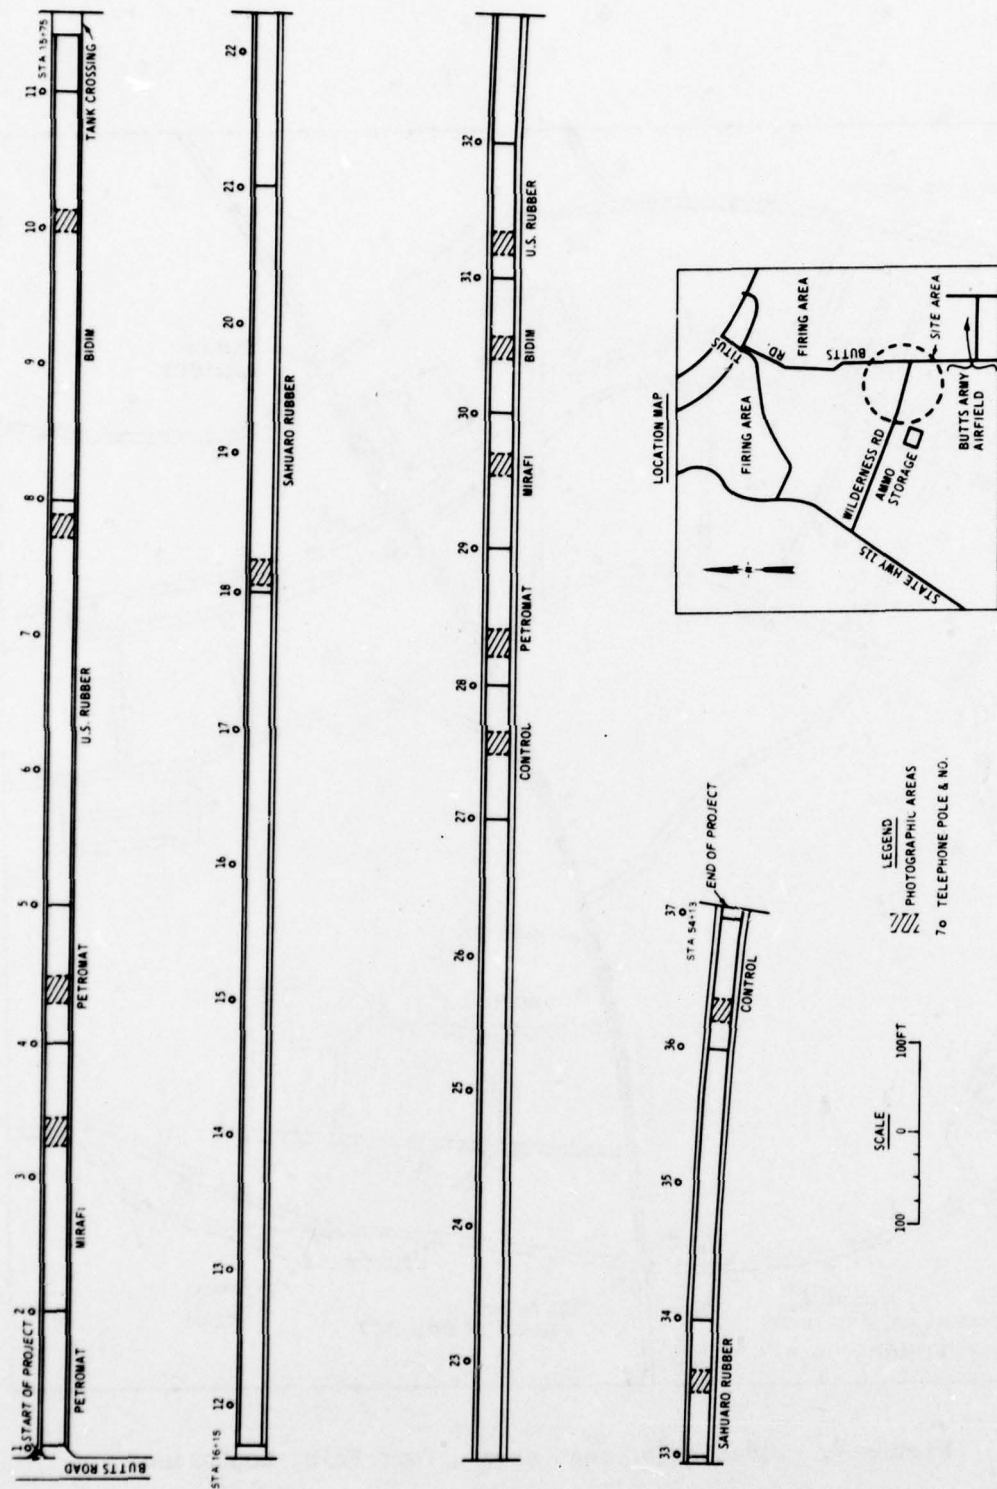 1
START OF PROJECT
2
3
4
5
6
7
8
9
10
11
STA 15+75
BUTTS ROAD
PETROMAT
MIRAFI
PETROMAT
U.S. RUBBER
BIDIM
TANK CROSSING
STA 16+15
12
13
14
15
16
17
18
19
20
21
22
SAHUARO RUBBER
23
24
25
26
27
28
29
30
31
32
CONTROL
PETROMAT
MIRAFI
BIDIM
U.S. RUBBER
33
34
35
36
37
STA 54+13
END OF PROJECT
SAHUARO RUBBER
CONTROL
SCALE
100
0
100FT
LEGEND
PHOTOGRAPHIC AREAS
7o TELEPHONE POLE & NO.
LOCATION MAP
N
FIRING AREA
TITUS
RD.
FIRING AREA
BUTTS
WILDERNESS RD
AMMO
STORAGE
SITE AREA
STATE HWY 115
BUTTS ARMY
AIRFIELD